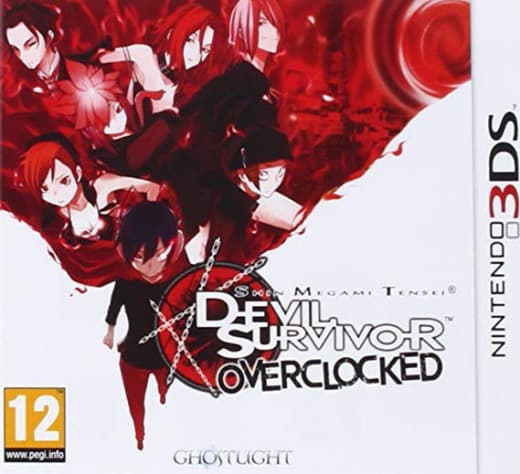 NINTENDO 3DS
SHIN MEGAMI TENSEI®
DEVIL
SURVIVOR™
OVERCLOCKED
12
www.pegi.info
GHOSTLIGHT